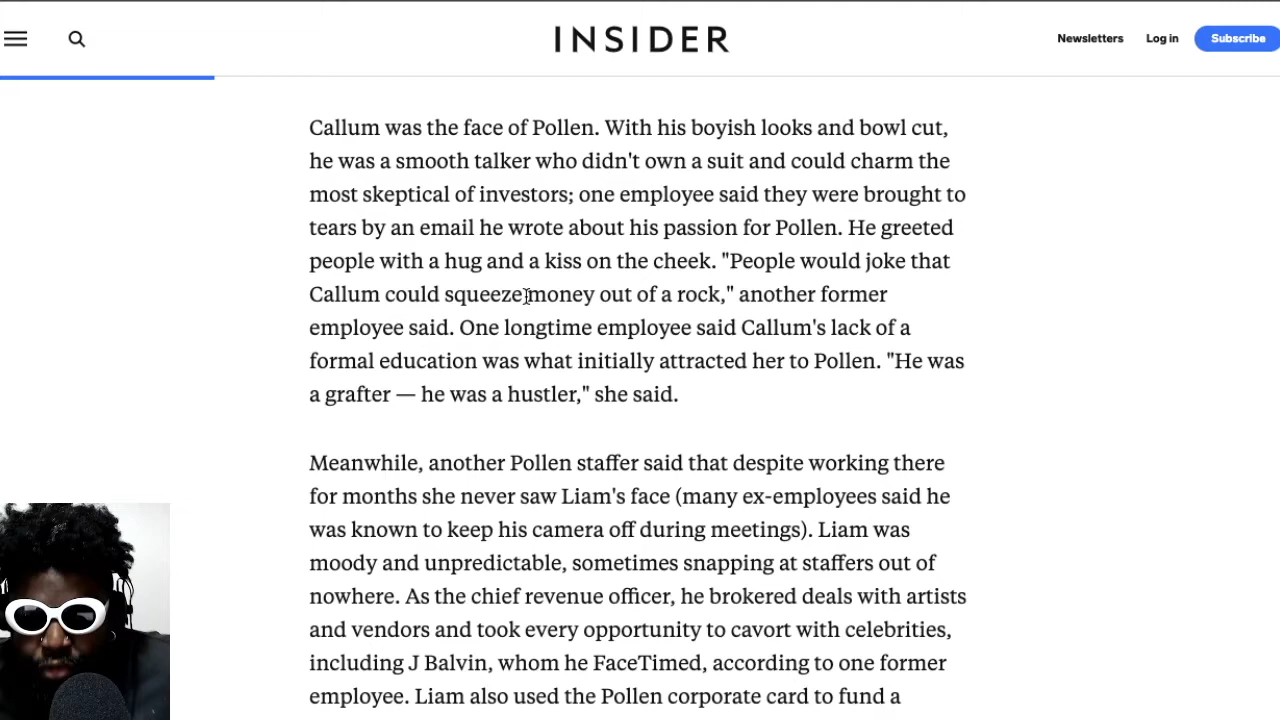 INSIDER
Newsletters Log in Subscribe
Callum was the face of Pollen. With his boyish looks and bowl cut,
he was a smooth talker who didn't own a suit and could charm the
most skeptical of investors; one employee said they were brought to
tears by an email he wrote about his passion for Pollen. He greeted
people with a hug and a kiss on the cheek. "People would joke that
Callum could squeeze money out of a rock," another former
employee said. One longtime employee said Callum's lack of a
formal education was what initially attracted her to Pollen. "He was
a grafter — he was a hustler," she said.
Meanwhile, another Pollen staffer said that despite working there
for months she never saw Liam's face (many ex-employees said he
was known to keep his camera off during meetings). Liam was
moody and unpredictable, sometimes snapping at staffers out of
nowhere. As the chief revenue officer, he brokered deals with artists
and vendors and took every opportunity to cavort with celebrities,
including J Balvin, whom he FaceTimed, according to one former
employee. Liam also used the Pollen corporate card to fund a